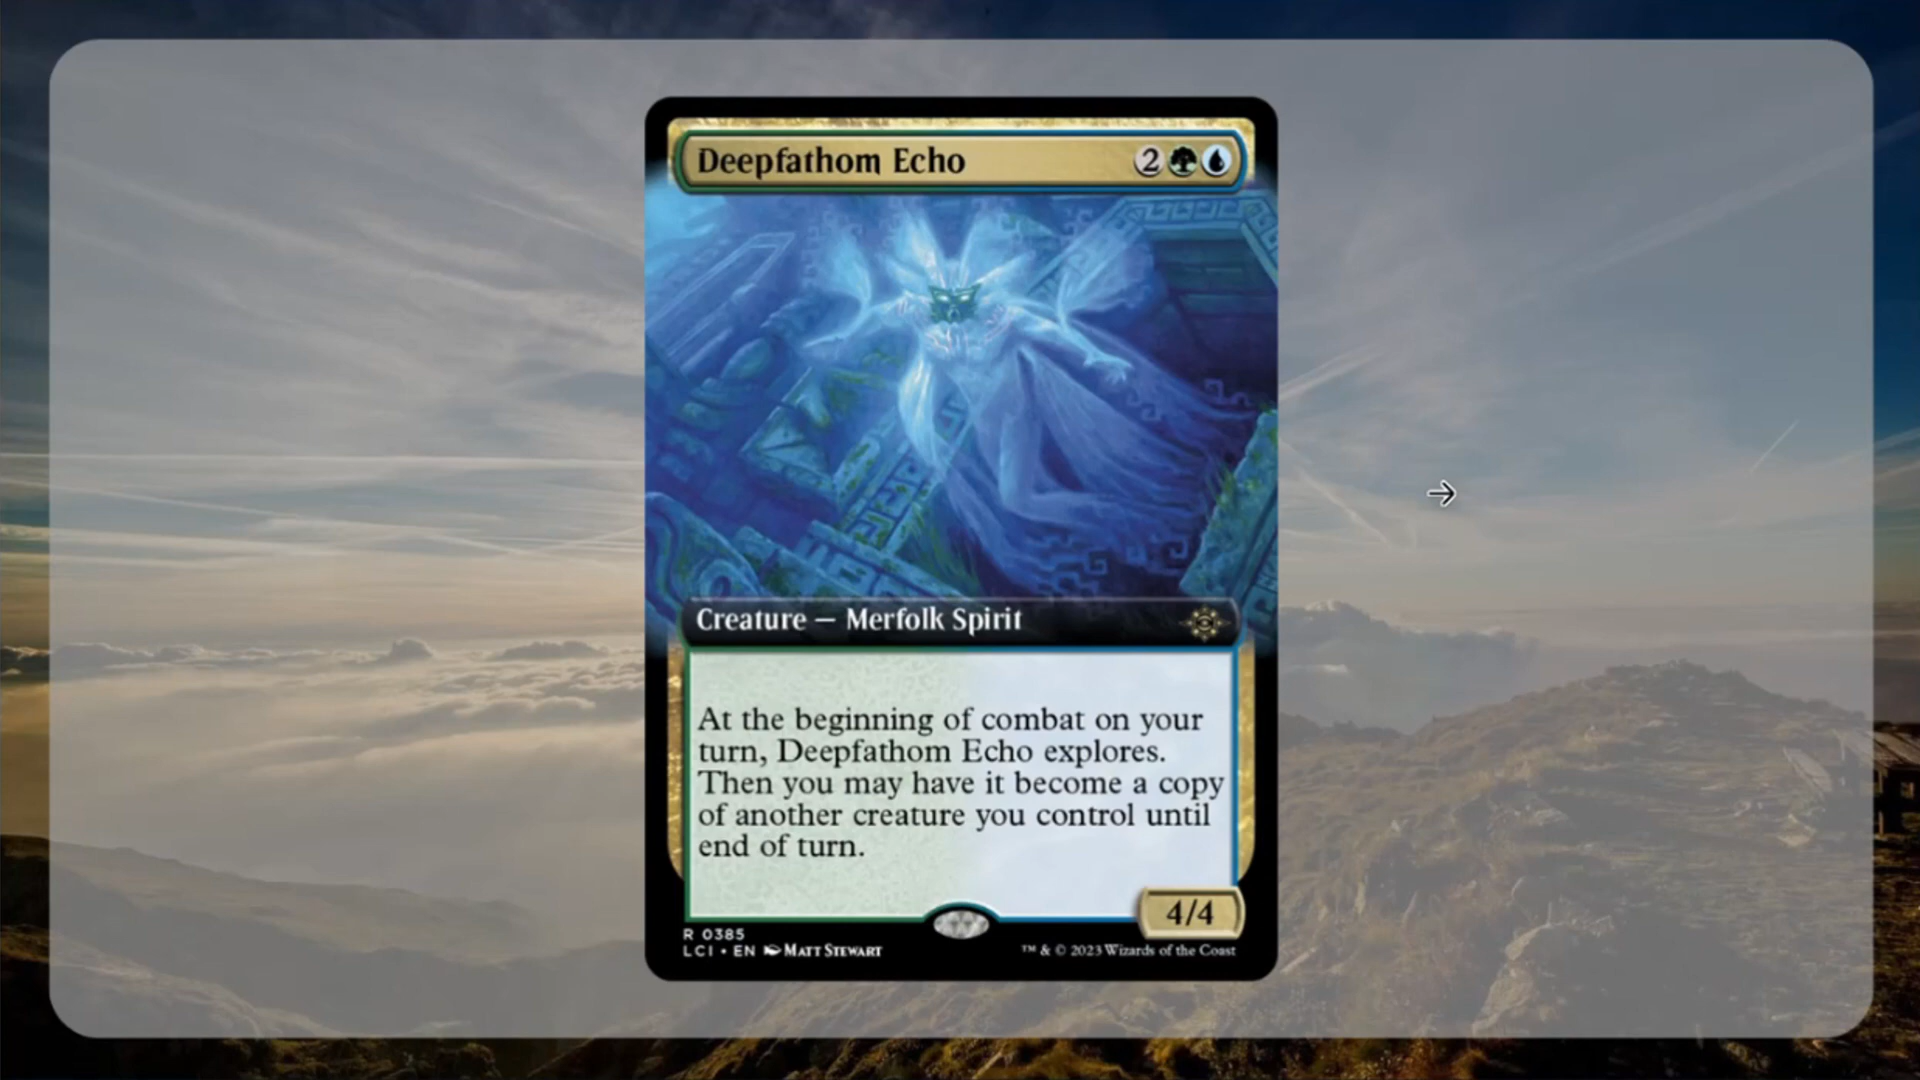 Deepfathom Echo 2
Creature — Merfolk Spirit
At the beginning of combat on your
turn, Deepfathom Echo explores.
Then you may have it become a copy
of another creature you control until
end of turn.
4/4
R 0385
LCI • EN Matt Stewart
™ & © 2023 Wizards of the Coast